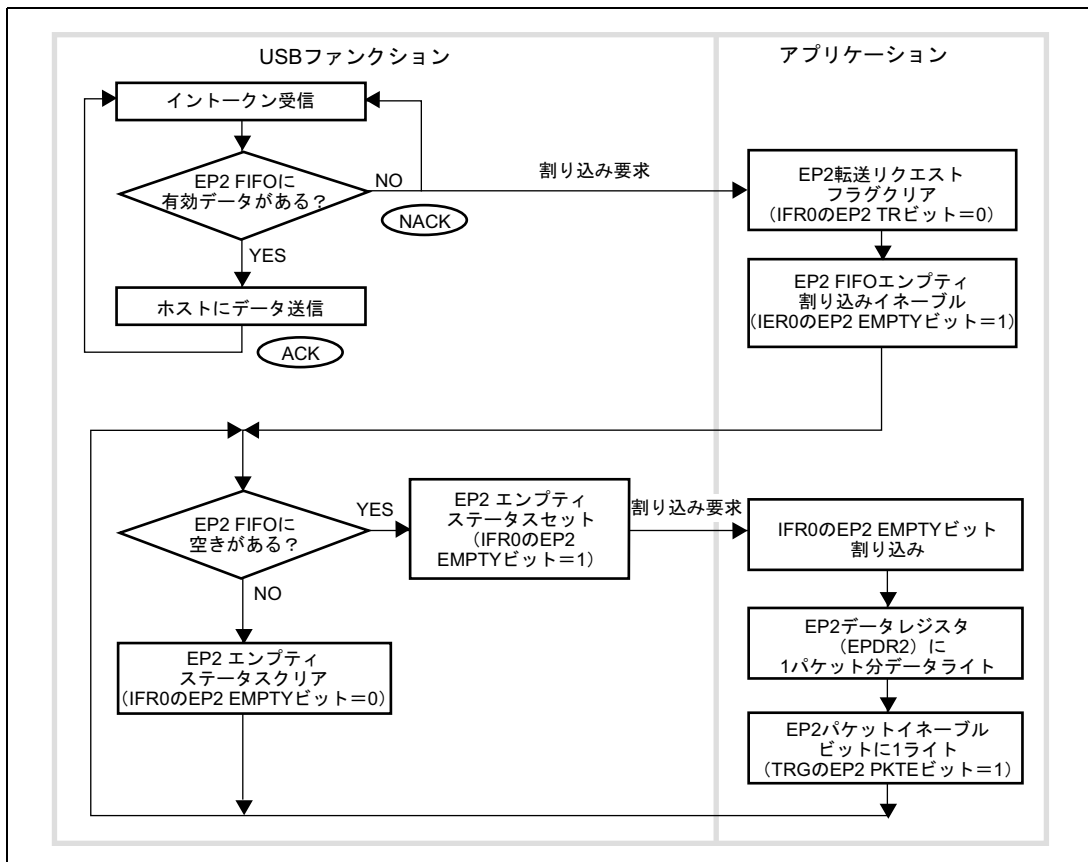 USBファンクション
アプリケーション
イントークン受信
EP2 FIFOに
有効データがある？
NO
NACK
YES
ホストにデータ送信
ACK
割り込み要求
EP2転送リクエスト
フラグクリア
(IFR0のEP2 TRビット＝0)
EP2 FIFOエンプティ
割り込みイネーブル
(IER0のEP2 EMPTYビット＝1)
EP2 FIFOに
空きがある？
YES
EP2 エンプティ
ステータスセット
（IFR0のEP2
EMPTYビット=1）
割り込み要求
IFR0のEP2 EMPTYビット
割り込み
NO
EP2 エンプティ
ステータスクリア
(IFR0のEP2 EMPTYビット＝0)
EP2データレジスタ
（EPDR2）に
1パケット分データライト
EP2パケットイネーブル
ビットに1ライト
(TRGのEP2 PKTEビット＝1)